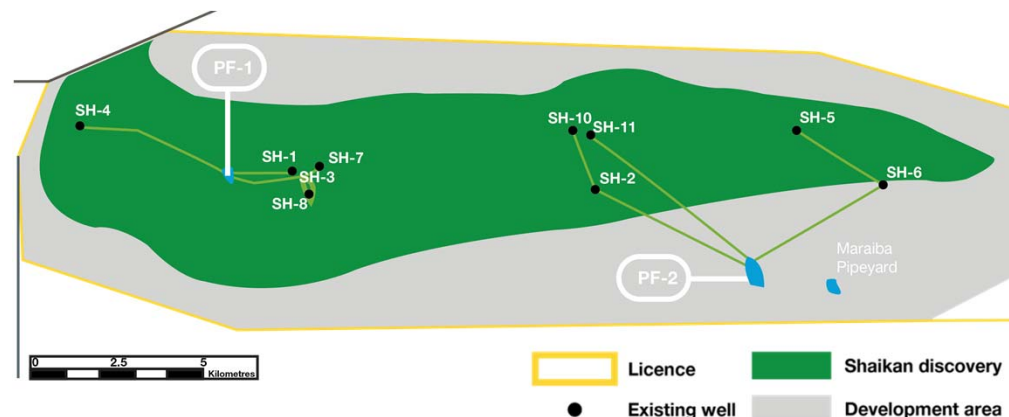 PF-1
SH-4
SH-10
SH-11
SH-5
SH-1
SH-7
SH-3
SH-8
SH-2
SH-6
Maraiba
Pipeyard
PF-2
0 2.5 5
Kilometres
Licence
Shaikan discovery
Existing well
Development area